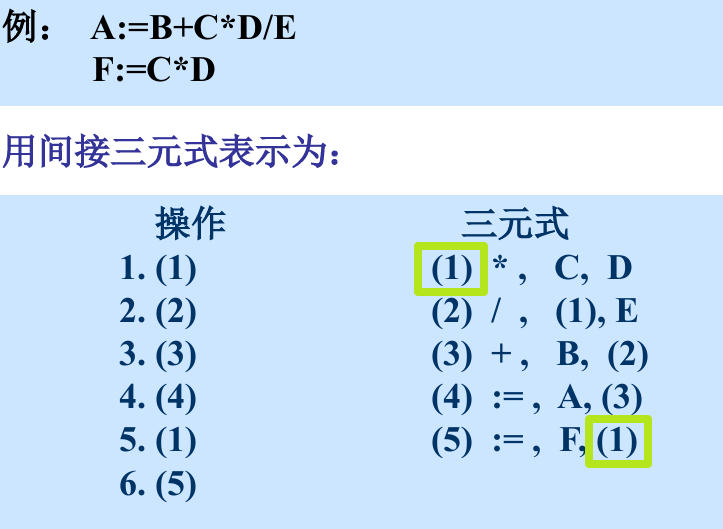 例： A:=B+C*D/E
F:=C*D
用间接三元式表示为：
操作 三元式
1. (1) (1) * , C, D
2. (2) (2) / , (1), E
3. (3) (3) + , B, (2)
4. (4) (4) := , A, (3)
5. (1) (5) := , F, (1)
6. (5)